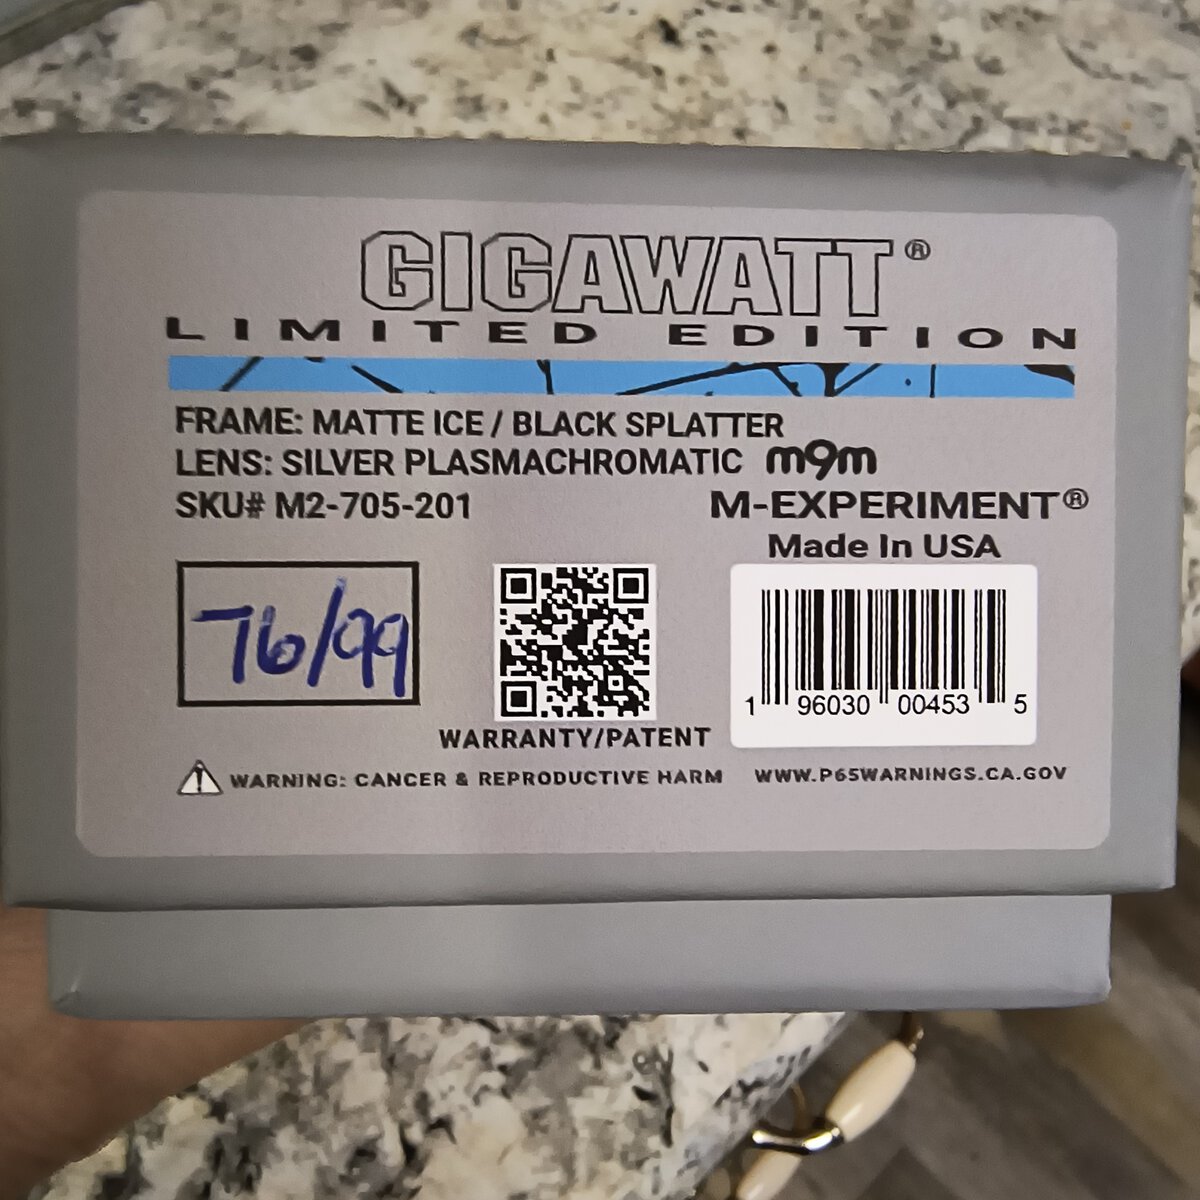 GIGAWATT®
LIMITED EDITION
FRAME: MATTE ICE / BLACK SPLATTER
LENS: SILVER PLASMACHROMATIC m9m
SKU# M2-705-201
M-EXPERIMENT®
Made In USA
76/99
1 96030 00453 5
WARRANTY/PATENT
WARNING: CANCER & REPRODUCTIVE HARM WWW.P65WARNINGS.CA.GOV